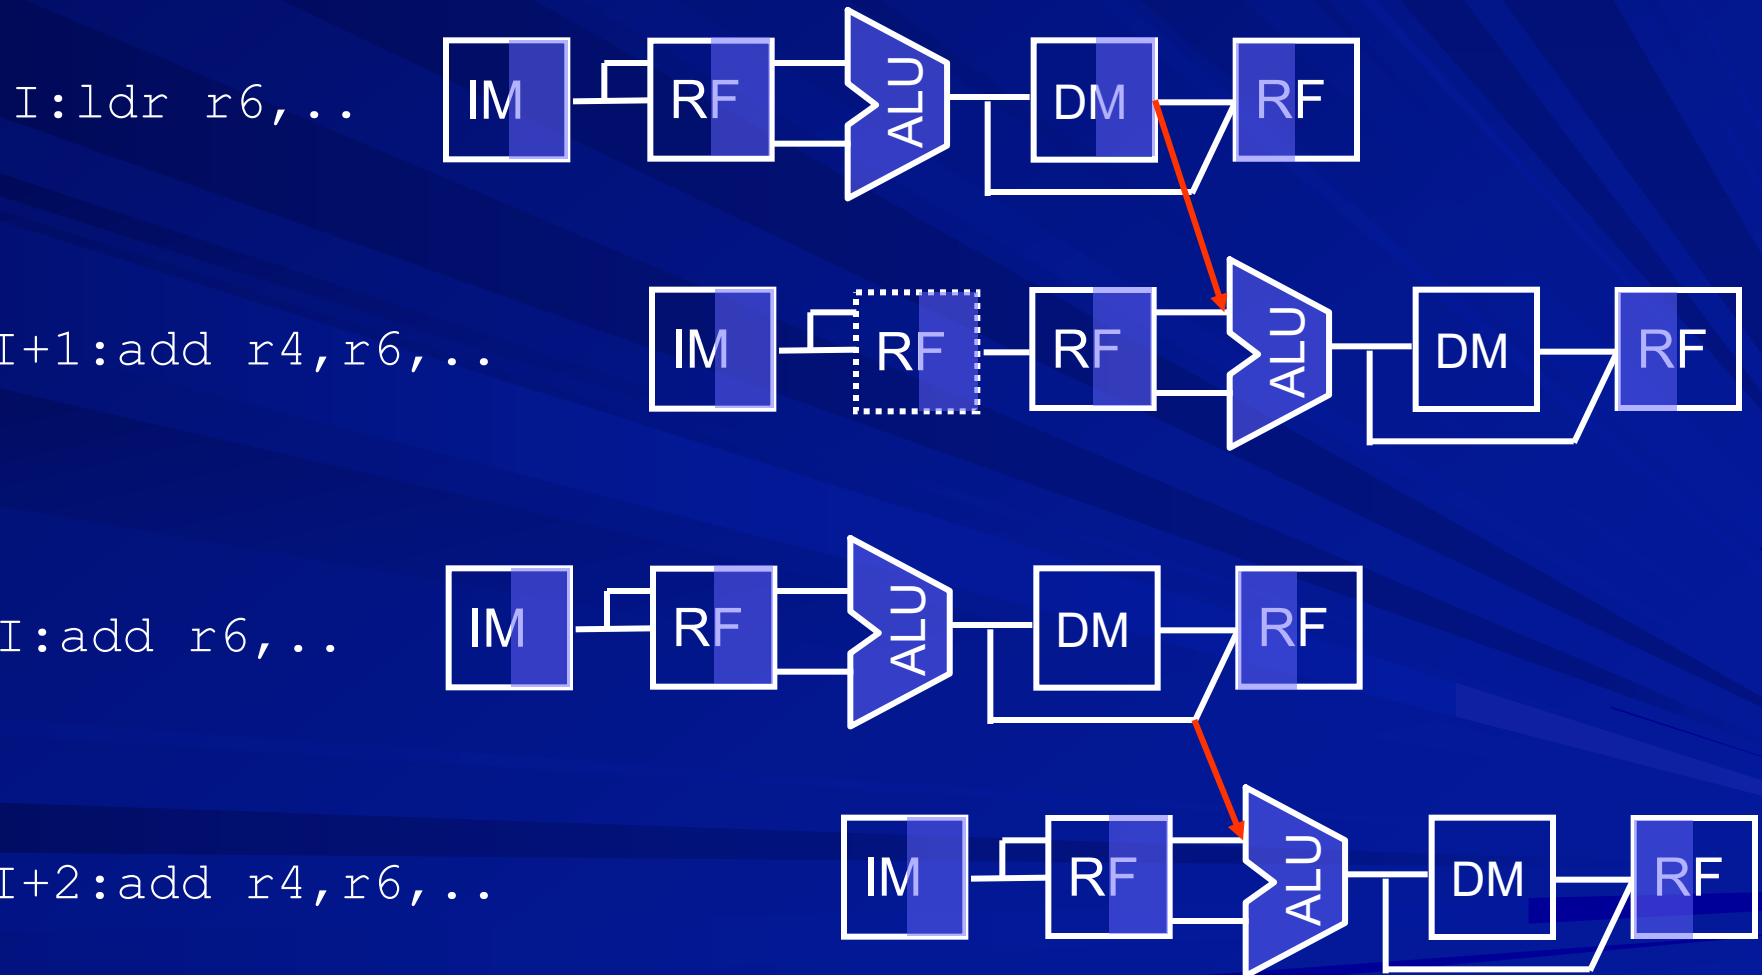 I:ldr r6,.. IM RF ALU DM RF
I+1:add r4,r6,.. IM RF RF ALU DM RF
I:add r6,.. IM RF ALU DM RF
I+2:add r4,r6,.. IM RF ALU DM RF